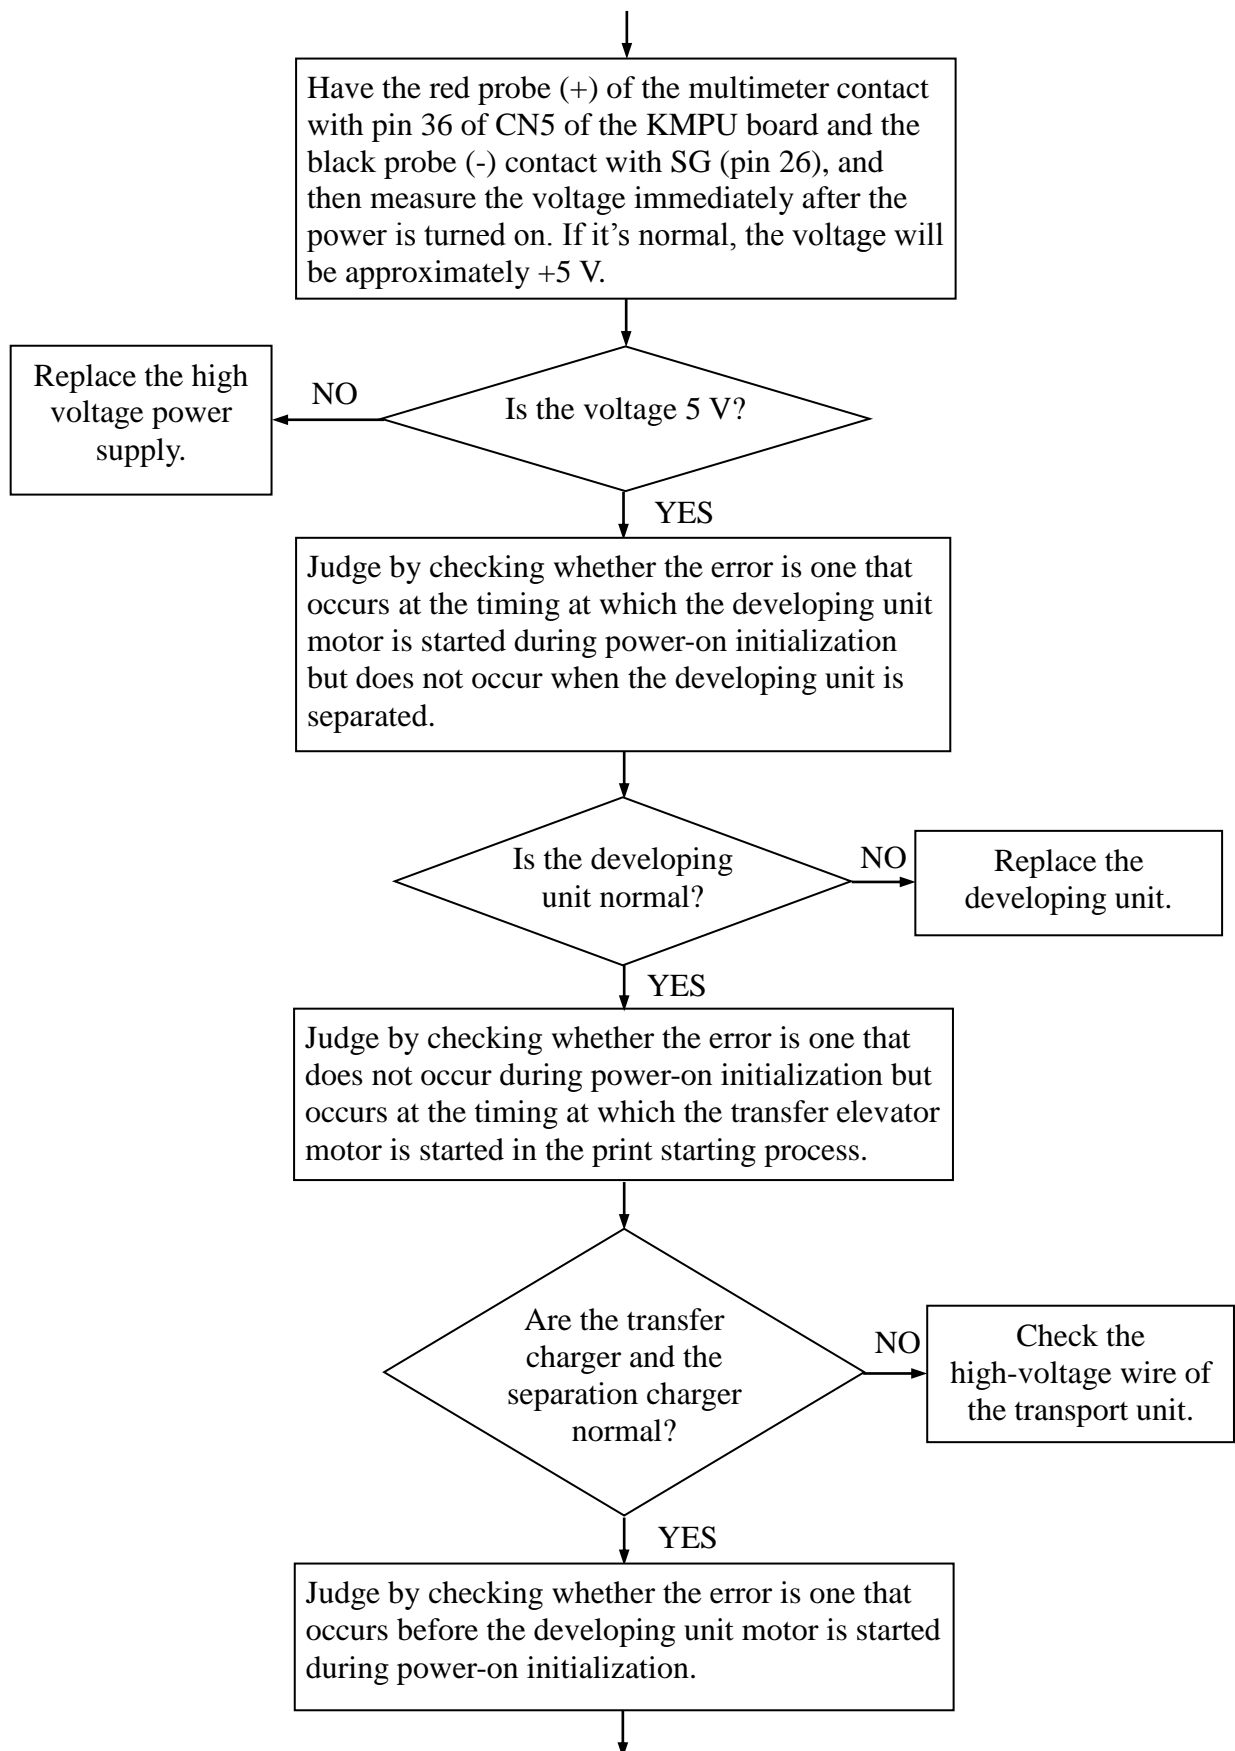 Have the red probe (+) of the multimeter contact
with pin 36 of CN5 of the KMPU board and the
black probe (-) contact with SG (pin 26), and
then measure the voltage immediately after the
power is turned on. If it’s normal, the voltage will
be approximately +5 V.
Replace the high
voltage power
supply.
NO
Is the voltage 5 V?
YES
Judge by checking whether the error is one that
occurs at the timing at which the developing unit
motor is started during power-on initialization
but does not occur when the developing unit is
separated.
Is the developing
unit normal?
NO
Replace the
developing unit.
YES
Judge by checking whether the error is one that
does not occur during power-on initialization but
occurs at the timing at which the transfer elevator
motor is started in the print starting process.
Are the transfer
charger and the
separation charger
normal?
NO
Check the
high-voltage wire of
the transport unit.
YES
Judge by checking whether the error is one that
occurs before the developing unit motor is started
during power-on initialization.